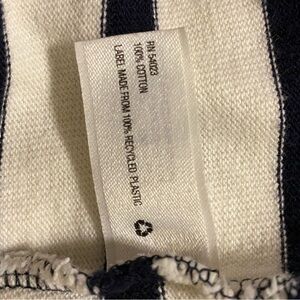 RN 54023
100% COTTON
LABEL MADE FROM 100% RECYCLED PLASTIC